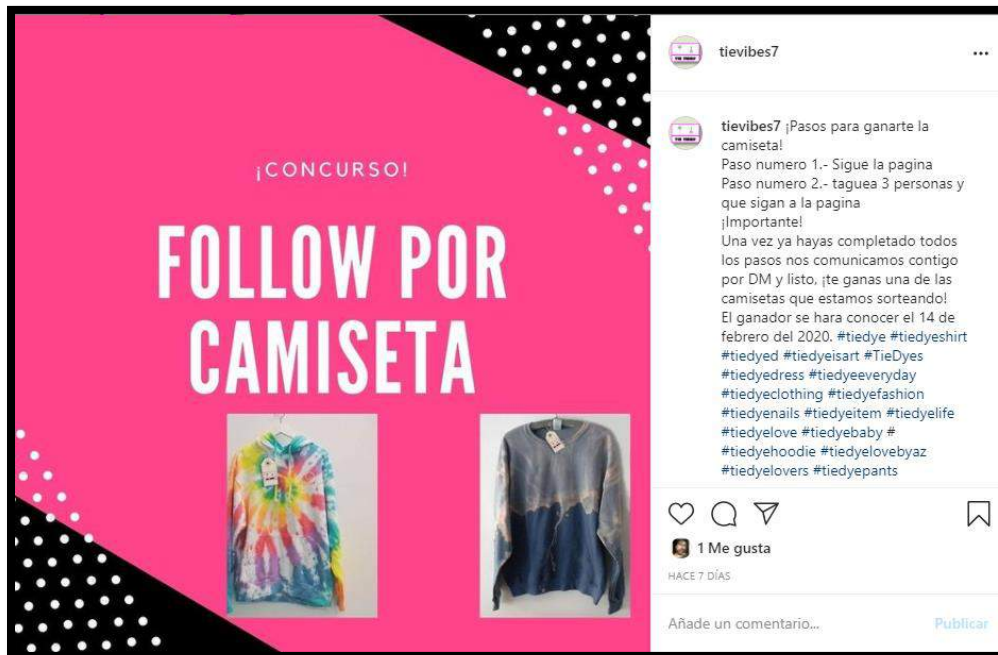 ¡CONCURSO!
FOLLOW POR
CAMISETA
tievibes7
tievibes7 ¡Pasos para ganarte la
camiseta!
Paso numero 1.- Sigue la pagina
Paso numero 2.- taguea 3 personas y
que sigan a la pagina
¡Importante!
Una vez ya hayas completado todos
los pasos nos comunicamos contigo
por DM y listo, ¡te ganas una de las
camisetas que estamos sorteando!
El ganador se hara conocer el 14 de
febrero del 2020. #tiedye #tiedyeshirt
#tiedyed #tiedyeisart #TieDyes
#tiedyedress #tiedyeeveryday
#tiedyeclothing #tiedyefashion
#tiedyenails #tiedyeitem #tiedyelife
#tiedyelove #tiedyebaby #
#tiedyehoodie #tiedyelovebyaz
#tiedyelovers #tiedyepants
1 Me gusta
HACE 7 DÍAS
Añade un comentario... Publicar